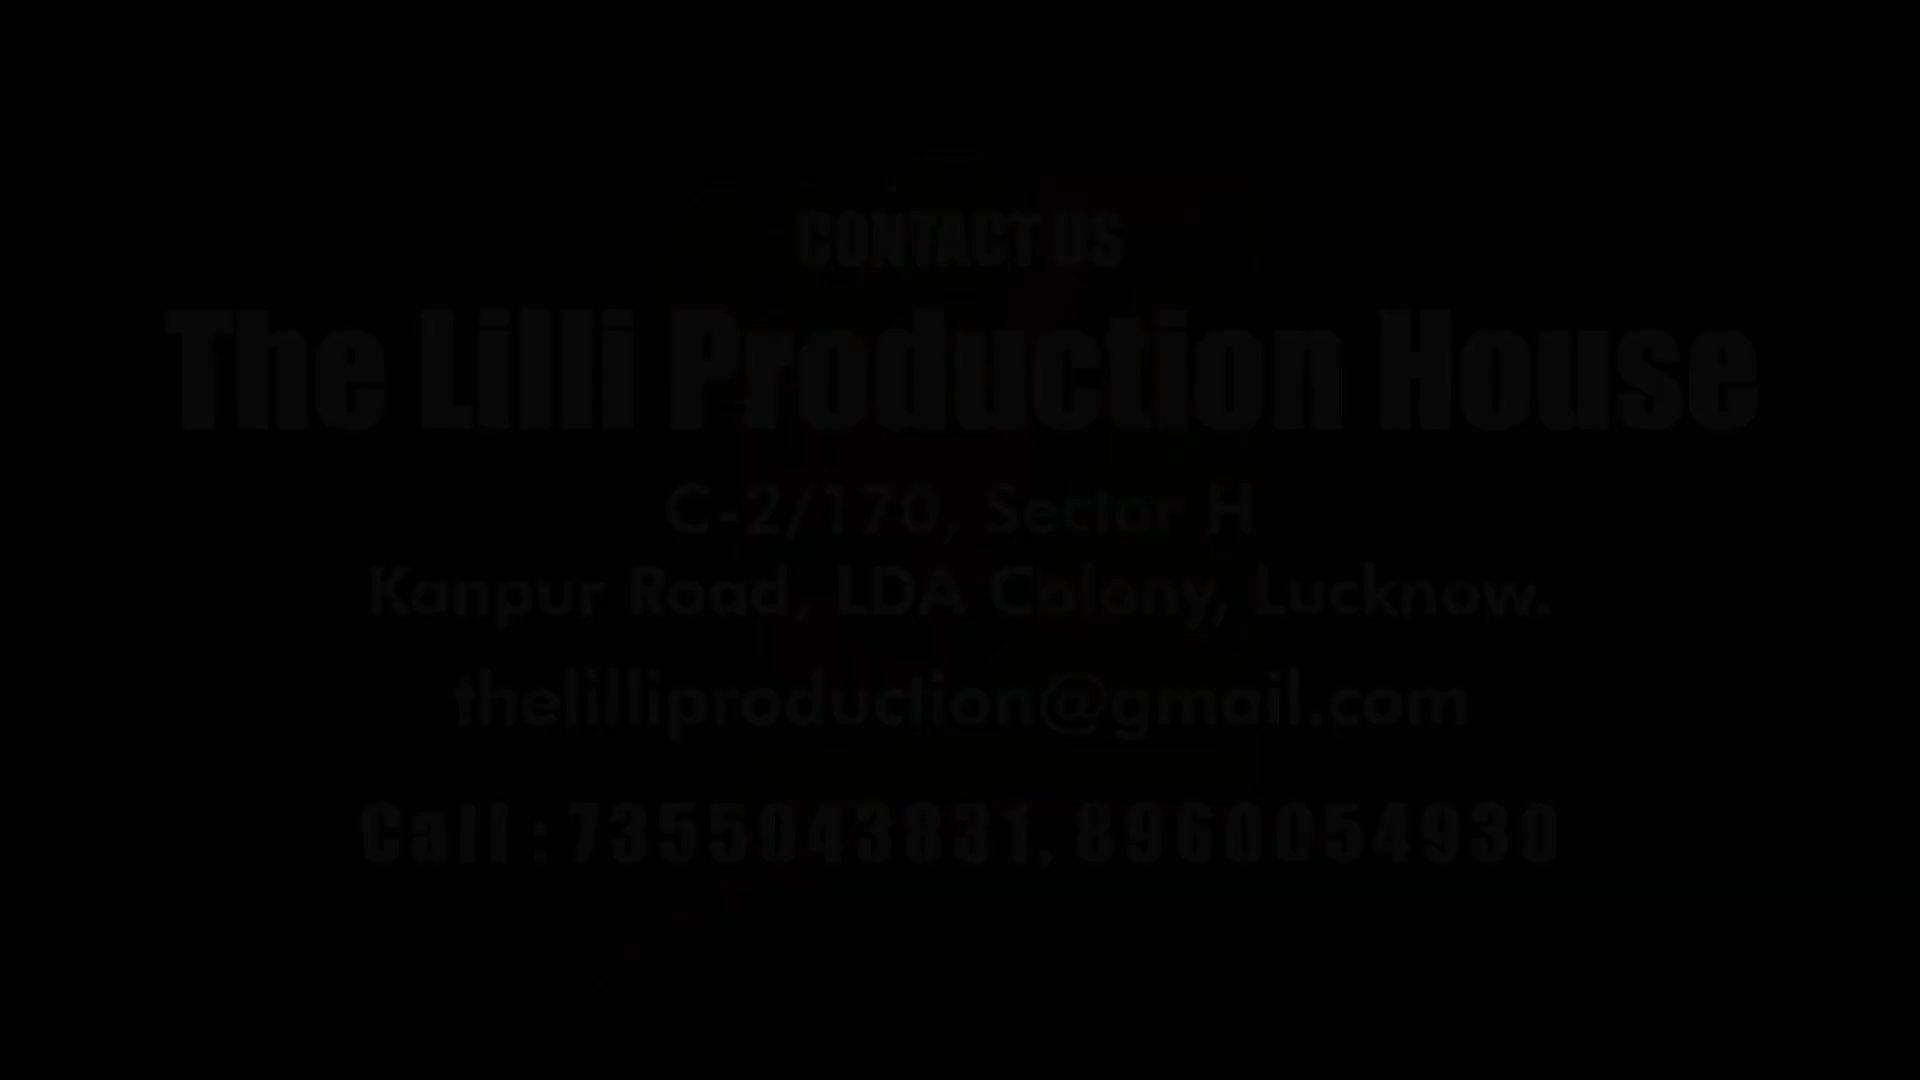 CONTACT US
The Lilli Production House
C-2/170, Sector H
Kanpur Road, LDA Colony, Lucknow.
thelilliproduction@gmail.com
Call : 7355043831, 8960054930